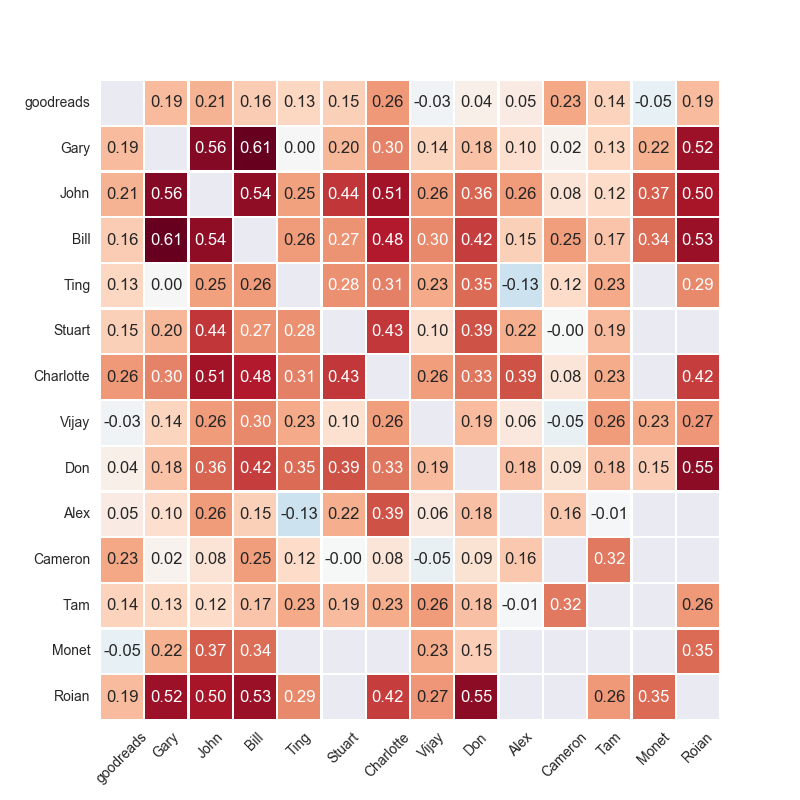 goodreads 0.19 0.21 0.16 0.13 0.15 0.26 -0.03 0.04 0.05 0.23 0.14 -0.05 0.19
Gary 0.19 0.56 0.61 0.00 0.20 0.30 0.14 0.18 0.10 0.02 0.13 0.22 0.52
John 0.21 0.56 0.54 0.25 0.44 0.51 0.26 0.36 0.26 0.08 0.12 0.37 0.50
Bill 0.16 0.61 0.54 0.26 0.27 0.48 0.30 0.42 0.15 0.25 0.17 0.34 0.53
Ting 0.13 0.00 0.25 0.26 0.28 0.31 0.23 0.35 -0.13 0.12 0.23 0.29
Stuart 0.15 0.20 0.44 0.27 0.28 0.43 0.10 0.39 0.22 -0.00 0.19
Charlotte 0.26 0.30 0.51 0.48 0.31 0.43 0.26 0.33 0.39 0.08 0.23 0.42
Vijay -0.03 0.14 0.26 0.30 0.23 0.10 0.26 0.19 0.06 -0.05 0.26 0.23 0.27
Don 0.04 0.18 0.36 0.42 0.35 0.39 0.33 0.19 0.18 0.09 0.18 0.15 0.55
Alex 0.05 0.10 0.26 0.15 -0.13 0.22 0.39 0.06 0.18 0.16 -0.01
Cameron 0.23 0.02 0.08 0.25 0.12 -0.00 0.08 -0.05 0.09 0.16 0.32
Tam 0.14 0.13 0.12 0.17 0.23 0.19 0.23 0.26 0.18 -0.01 0.32 0.26
Monet -0.05 0.22 0.37 0.34 0.23 0.15 0.35
Roian 0.19 0.52 0.50 0.53 0.29 0.42 0.27 0.55 0.26 0.35
goodreads Gary John Bill Ting Stuart Charlotte Vijay Don Alex Cameron Tam Monet Roian